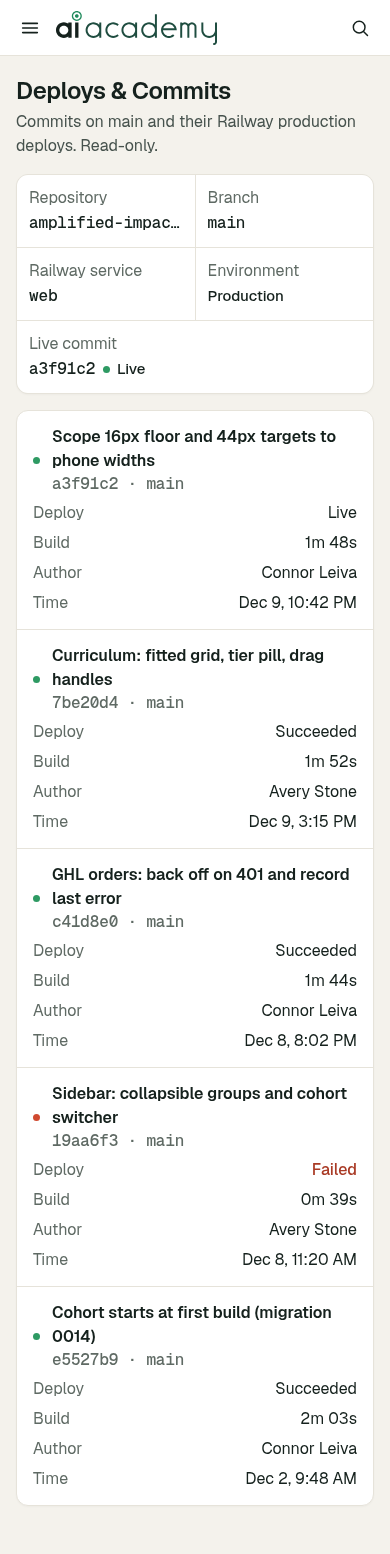 ai academy
Deploys & Commits
Commits on main and their Railway production
deploys. Read-only.
Repository
amplified-impac…
Branch
main
Railway service
web
Environment
Production
Live commit
a3f91c2 Live
Scope 16px floor and 44px targets to
phone widths
a3f91c2 · main
Deploy Live
Build 1m 48s
Author Connor Leiva
Time Dec 9, 10:42 PM
Curriculum: fitted grid, tier pill, drag
handles
7be20d4 · main
Deploy Succeeded
Build 1m 52s
Author Avery Stone
Time Dec 9, 3:15 PM
GHL orders: back off on 401 and record
last error
c41d8e0 · main
Deploy Succeeded
Build 1m 44s
Author Connor Leiva
Time Dec 8, 8:02 PM
Sidebar: collapsible groups and cohort
switcher
19aa6f3 · main
Deploy Failed
Build 0m 39s
Author Avery Stone
Time Dec 8, 11:20 AM
Cohort starts at first build (migration
0014)
e5527b9 · main
Deploy Succeeded
Build 2m 03s
Author Connor Leiva
Time Dec 2, 9:48 AM